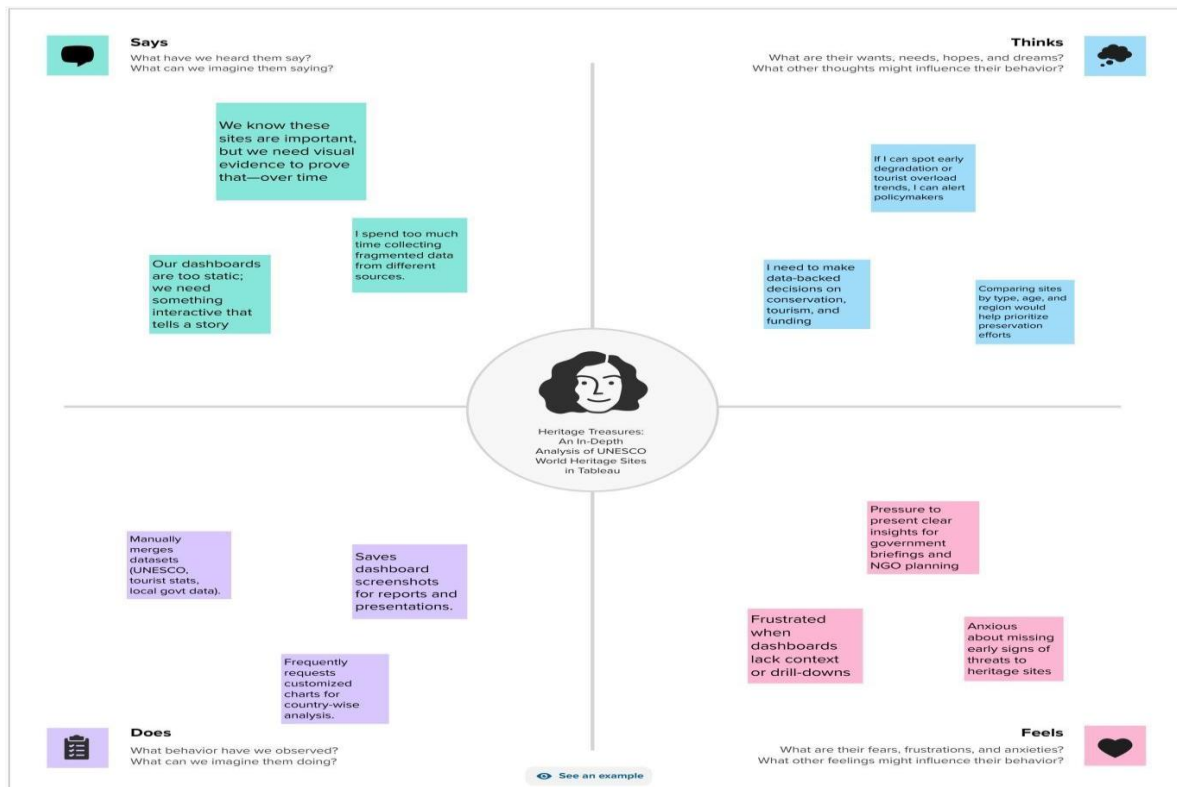 Says
What have we heard them say?
What can we imagine them saying?
We know these
sites are important,
but we need visual
evidence to prove
that—over time
I spend too much
time collecting
fragmented data
from different
sources.
Our dashboards
are too static;
we need
something
interactive that
tells a story
Thinks
What are their wants, needs, hopes, and dreams?
What other thoughts might influence their behavior?
If I can spot early
degradation or
tourist overload
trends, I can alert
policymakers
I need to make
data-backed
decisions on
conservation,
tourism, and
funding
Comparing sites
by type, age, and
region would
help prioritize
preservation
efforts
Heritage Treasures:
An In-Depth
Analysis of UNESCO
World Heritage Sites
in Tableau
Manually
merges
datasets
(UNESCO,
tourist stats,
local govt data).
Saves
dashboard
screenshots
for reports and
presentations.
Frequently
requests
customized
charts for
country-wise
analysis.
Does
What behavior have we observed?
What can we imagine them doing?
Pressure to
present clear
insights for
government
briefings and
NGO planning
Frustrated
when
dashboards
lack context
or drill-downs
Anxious
about missing
early signs of
threats to
heritage sites
Feels
What are their fears, frustrations, and anxieties?
What other feelings might influence their behavior?
See an example